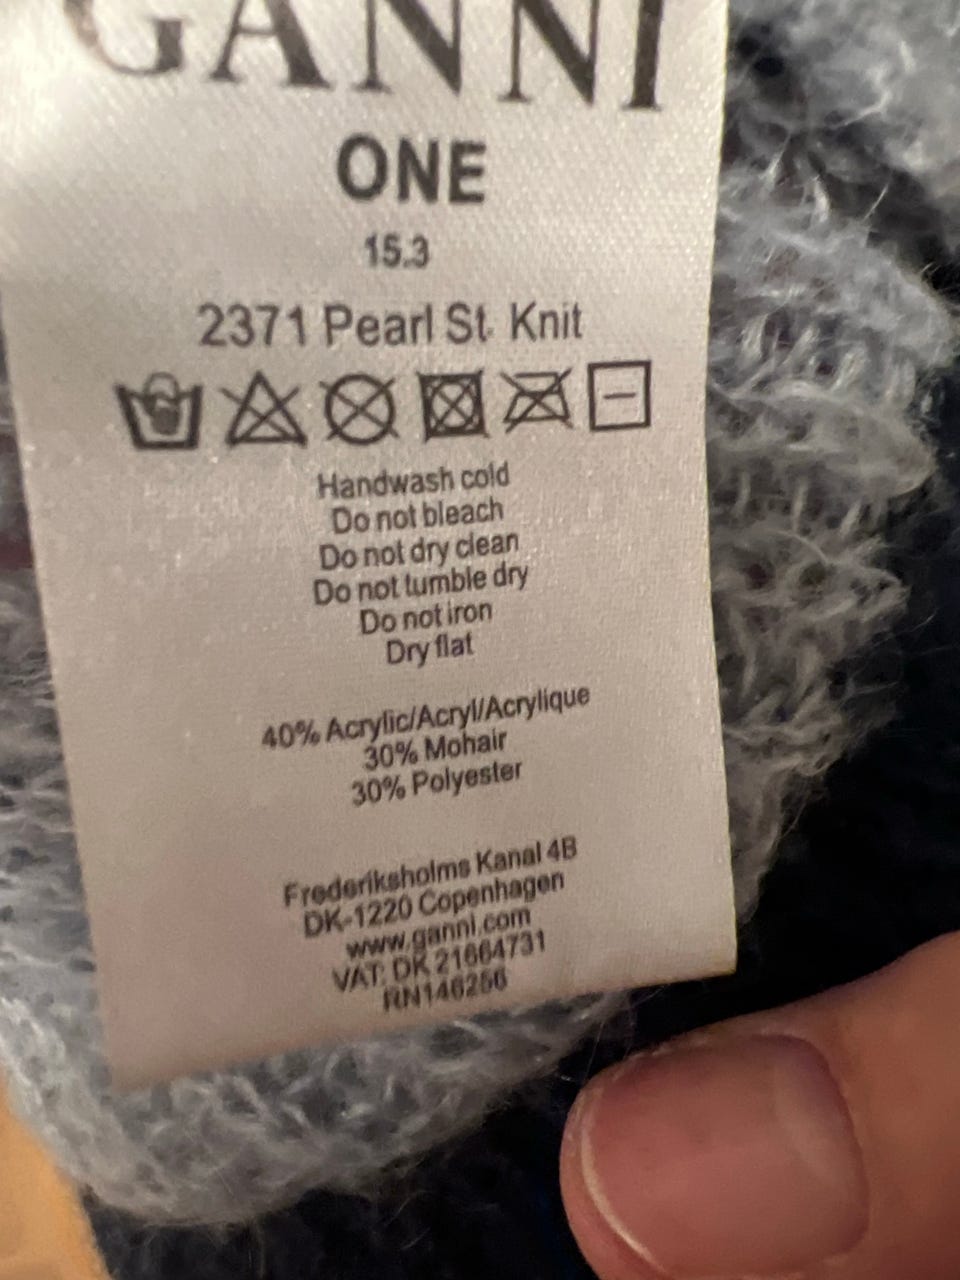 GANNI
ONE
15.3
2371 Pearl St. Knit
Handwash cold
Do not bleach
Do not dry clean
Do not tumble dry
Do not iron
Dry flat
40% Acrylic/Acryl/Acrylique
30% Mohair
30% Polyester
Frederiksholms Kanal 4B
DK-1220 Copenhagen
www.ganni.com
VAT: DK 21664731
RN146256